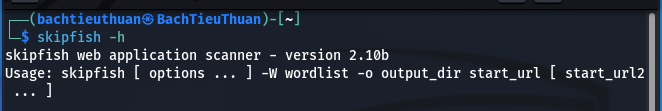 ┌──(bachtieuthuan㉿BachTieuThuan)-[~]
└─$ skipfish -h
skipfish web application scanner - version 2.10b
Usage: skipfish [ options ... ] -W wordlist -o output_dir start_url [ start_url2
 ... ]